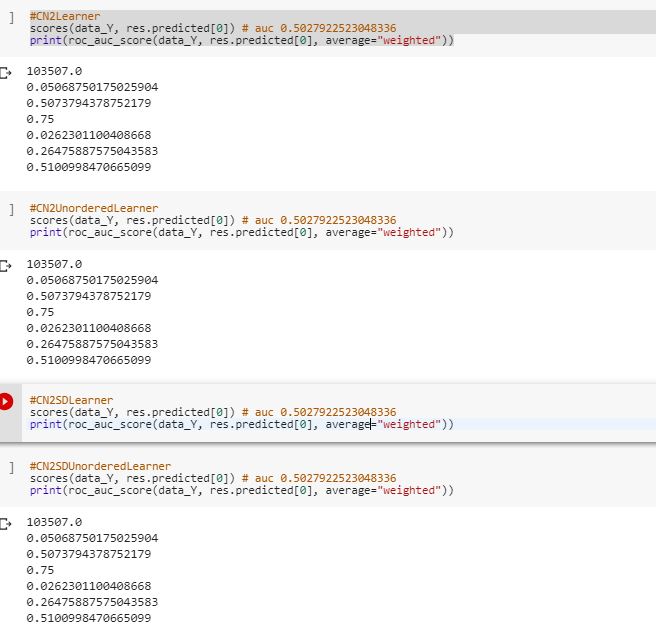 ] #CN2Learner
scores(data_Y, res.predicted[0]) # auc 0.5027922523048336
print(roc_auc_score(data_Y, res.predicted[0], average="weighted"))
103507.0
0.05068750175025904
0.5073794378752179
0.75
0.0262301100408668
0.26475887575043583
0.5100998470665099
] #CN2UnorderedLearner
scores(data_Y, res.predicted[0]) # auc 0.5027922523048336
print(roc_auc_score(data_Y, res.predicted[0], average="weighted"))
103507.0
0.05068750175025904
0.5073794378752179
0.75
0.0262301100408668
0.26475887575043583
0.5100998470665099
#CN2SDLearner
scores(data_Y, res.predicted[0]) # auc 0.5027922523048336
print(roc_auc_score(data_Y, res.predicted[0], average="weighted"))
] #CN2SDUnorderedLearner
scores(data_Y, res.predicted[0]) # auc 0.5027922523048336
print(roc_auc_score(data_Y, res.predicted[0], average="weighted"))
103507.0
0.05068750175025904
0.5073794378752179
0.75
0.0262301100408668
0.26475887575043583
0.5100998470665099